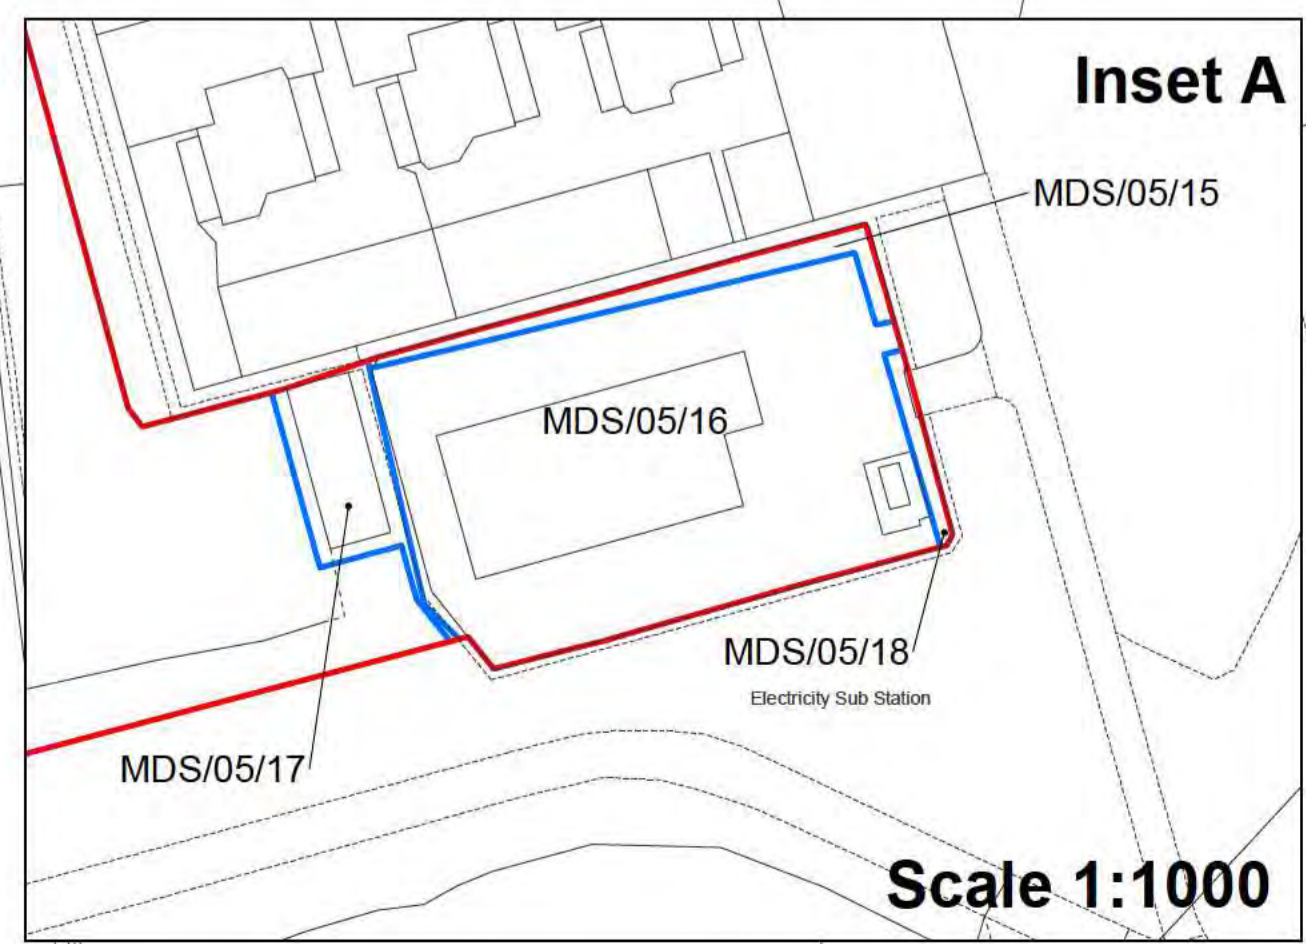 Inset A
MDS/05/15
MDS/05/16
MDS/05/18
Electricity Sub Station
MDS/05/17
Scale 1:1000